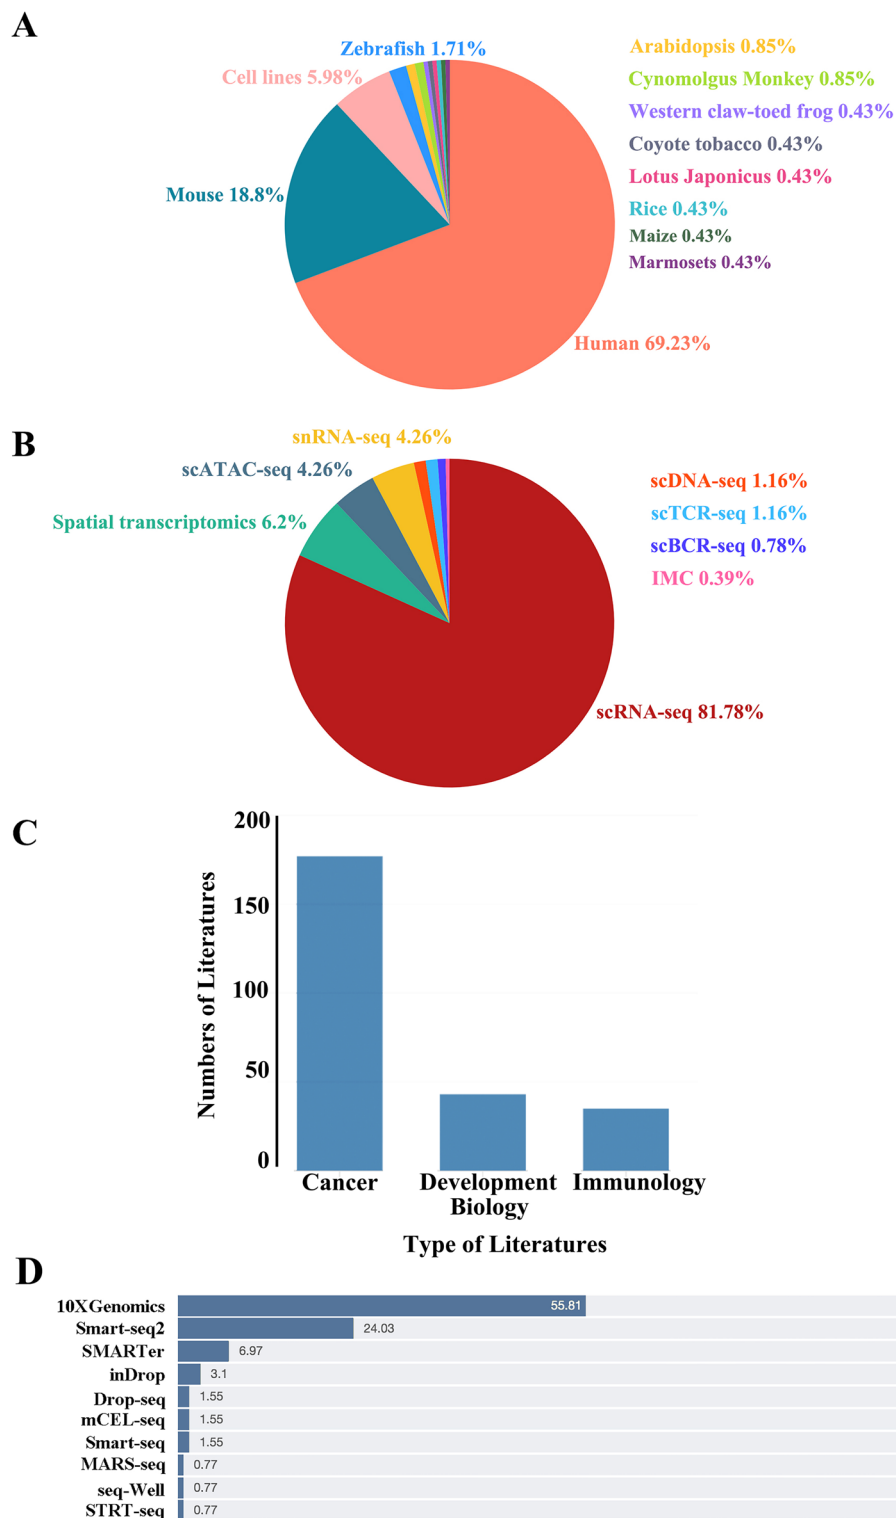 A
Zebrafish 1.71%
Cell lines 5.98%
Mouse 18.8%
Arabidopsis 0.85%
Cynomolgus Monkey 0.85%
Western claw-toed frog 0.43%
Coyote tobacco 0.43%
Lotus Japonicus 0.43%
Rice 0.43%
Maize 0.43%
Marmosets 0.43%
Human 69.23%
B
snRNA-seq 4.26%
scATAC-seq 4.26%
Spatial transcriptomics 6.2%
scDNA-seq 1.16%
scTCR-seq 1.16%
scBCR-seq 0.78%
IMC 0.39%
scRNA-seq 81.78%
C
Numbers of Literatures
200
150
100
50
0
Cancer
Development
Biology
Immunology
Type of Literatures
D
10XGenomics 55.81
Smart-seq2 24.03
SMARTer 6.97
inDrop 3.1
Drop-seq 1.55
mCEL-seq 1.55
Smart-seq 1.55
MARS-seq 0.77
seq-Well 0.77
STRT-seq 0.77